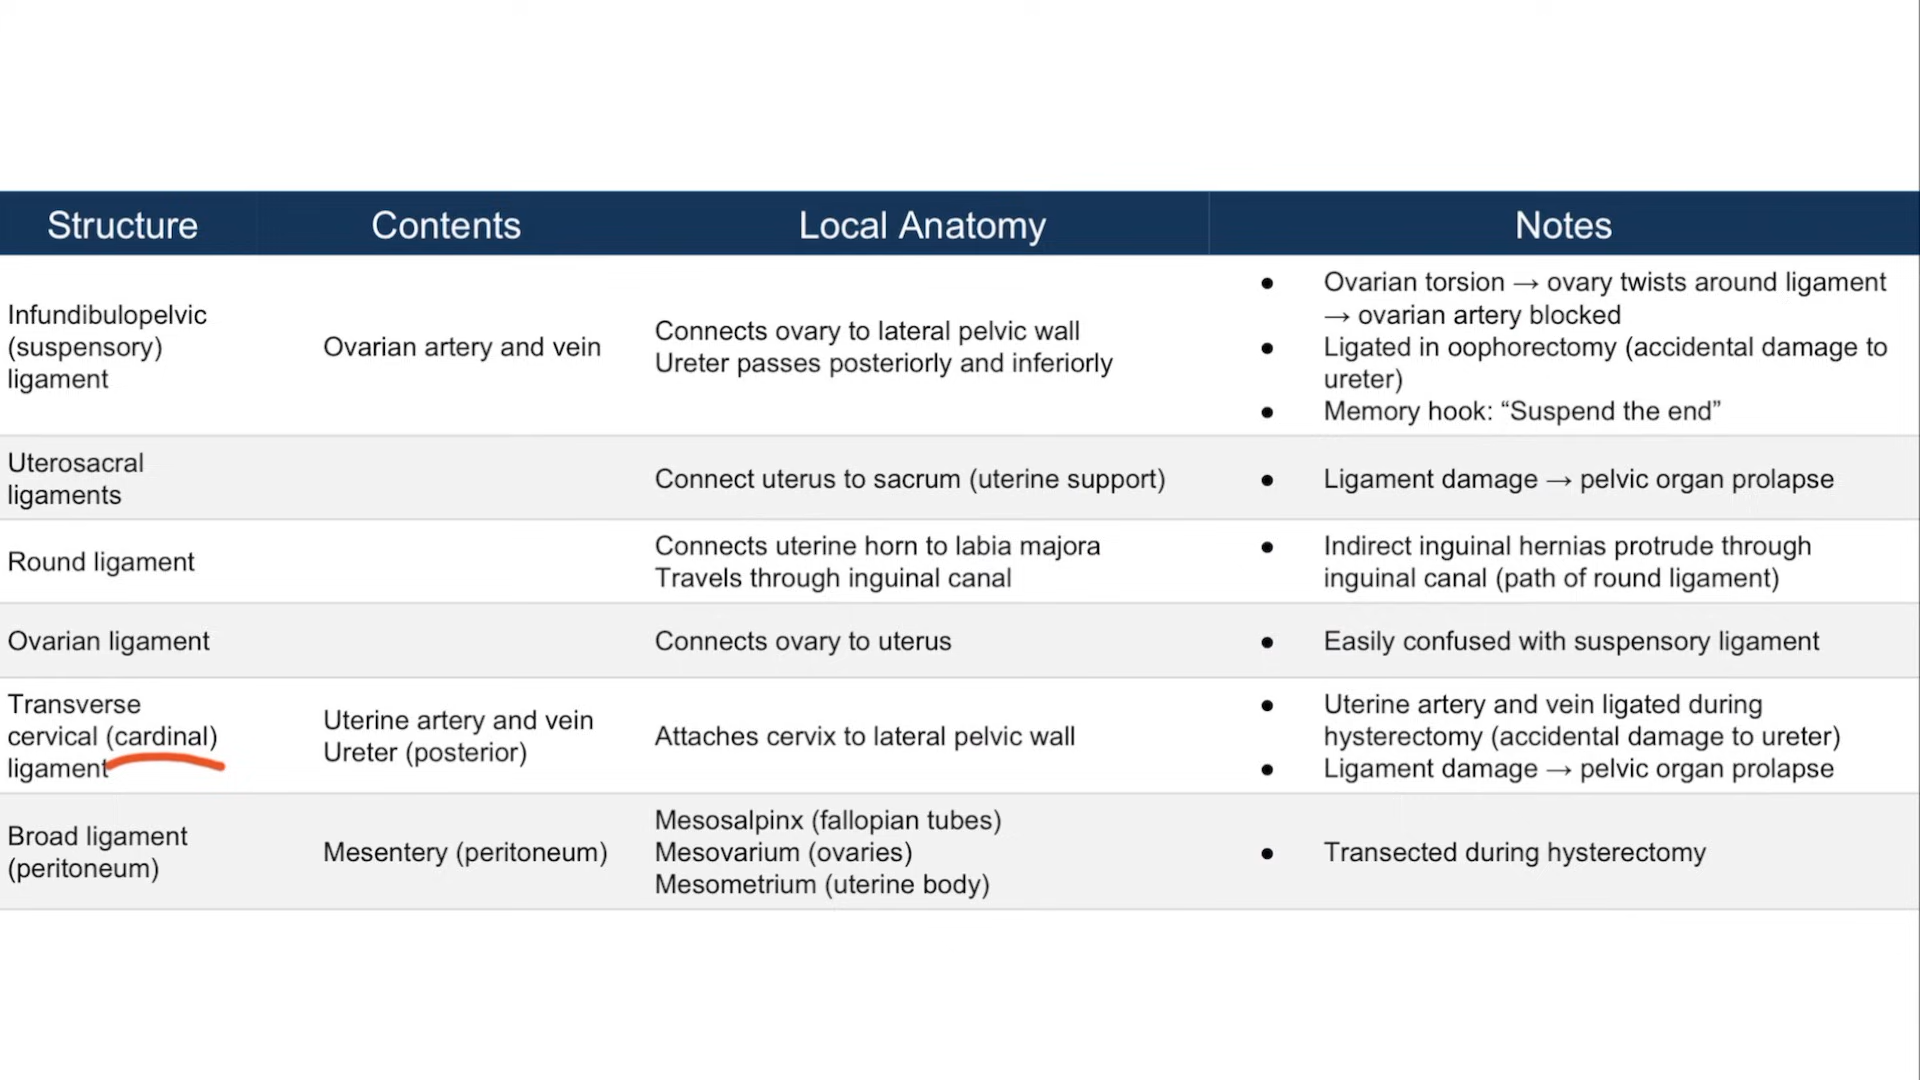 Structure Contents Local Anatomy Notes
Infundibulopelvic
(suspensory)
ligament
Ovarian artery and vein
Connects ovary to lateral pelvic wall
Ureter passes posteriorly and inferiorly
● Ovarian torsion → ovary twists around ligament
→ ovarian artery blocked
● Ligated in oophorectomy (accidental damage to
ureter)
● Memory hook: “Suspend the end”
Uterosacral
ligaments
Connect uterus to sacrum (uterine support)
● Ligament damage → pelvic organ prolapse
Round ligament
Connects uterine horn to labia majora
Travels through inguinal canal
● Indirect inguinal hernias protrude through
inguinal canal (path of round ligament)
Ovarian ligament
Connects ovary to uterus
● Easily confused with suspensory ligament
Transverse
cervical (cardinal)
ligament
Uterine artery and vein
Ureter (posterior)
Attaches cervix to lateral pelvic wall
● Uterine artery and vein ligated during
hysterectomy (accidental damage to ureter)
● Ligament damage → pelvic organ prolapse
Broad ligament
(peritoneum)
Mesentery (peritoneum)
Mesosalpinx (fallopian tubes)
Mesovarium (ovaries)
Mesometrium (uterine body)
● Transected during hysterectomy